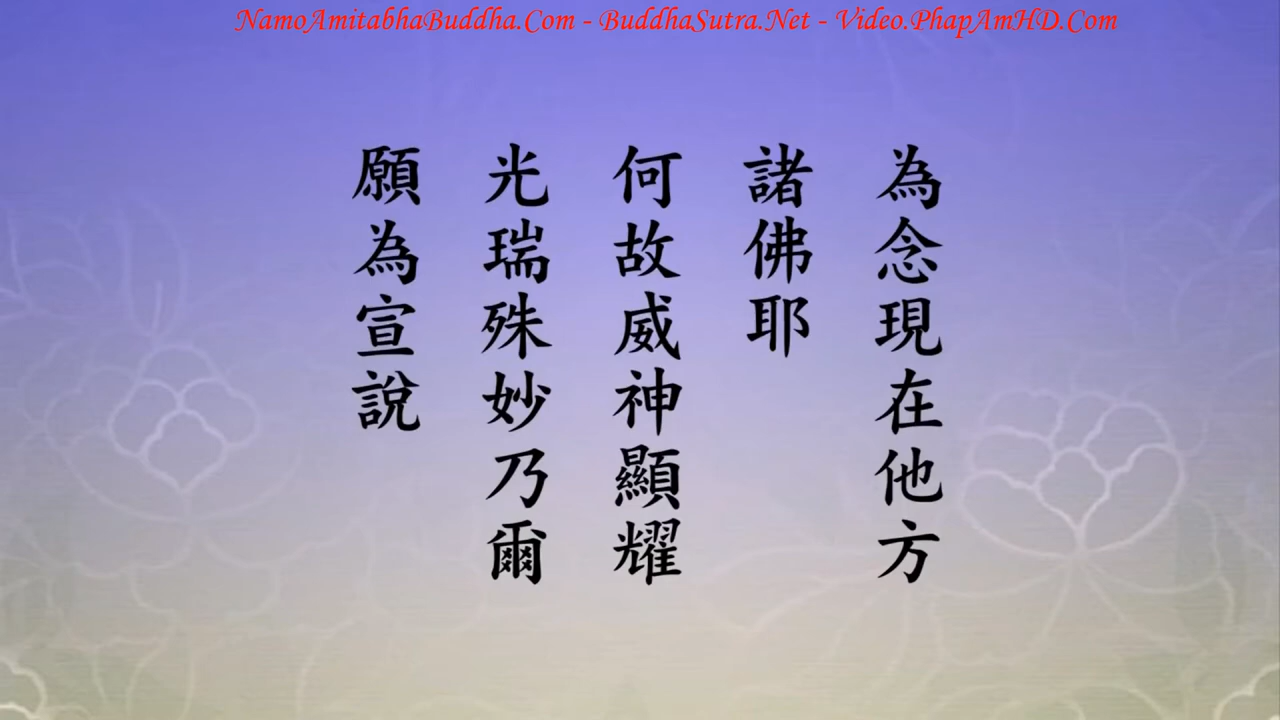 NamoAmitabhaBuddha.Com - BuddhaSutra.Net - Video.PhapAmHD.Com
為念現在他方
諸佛耶
何故威神顯耀
光瑞殊妙乃爾
願為宣說